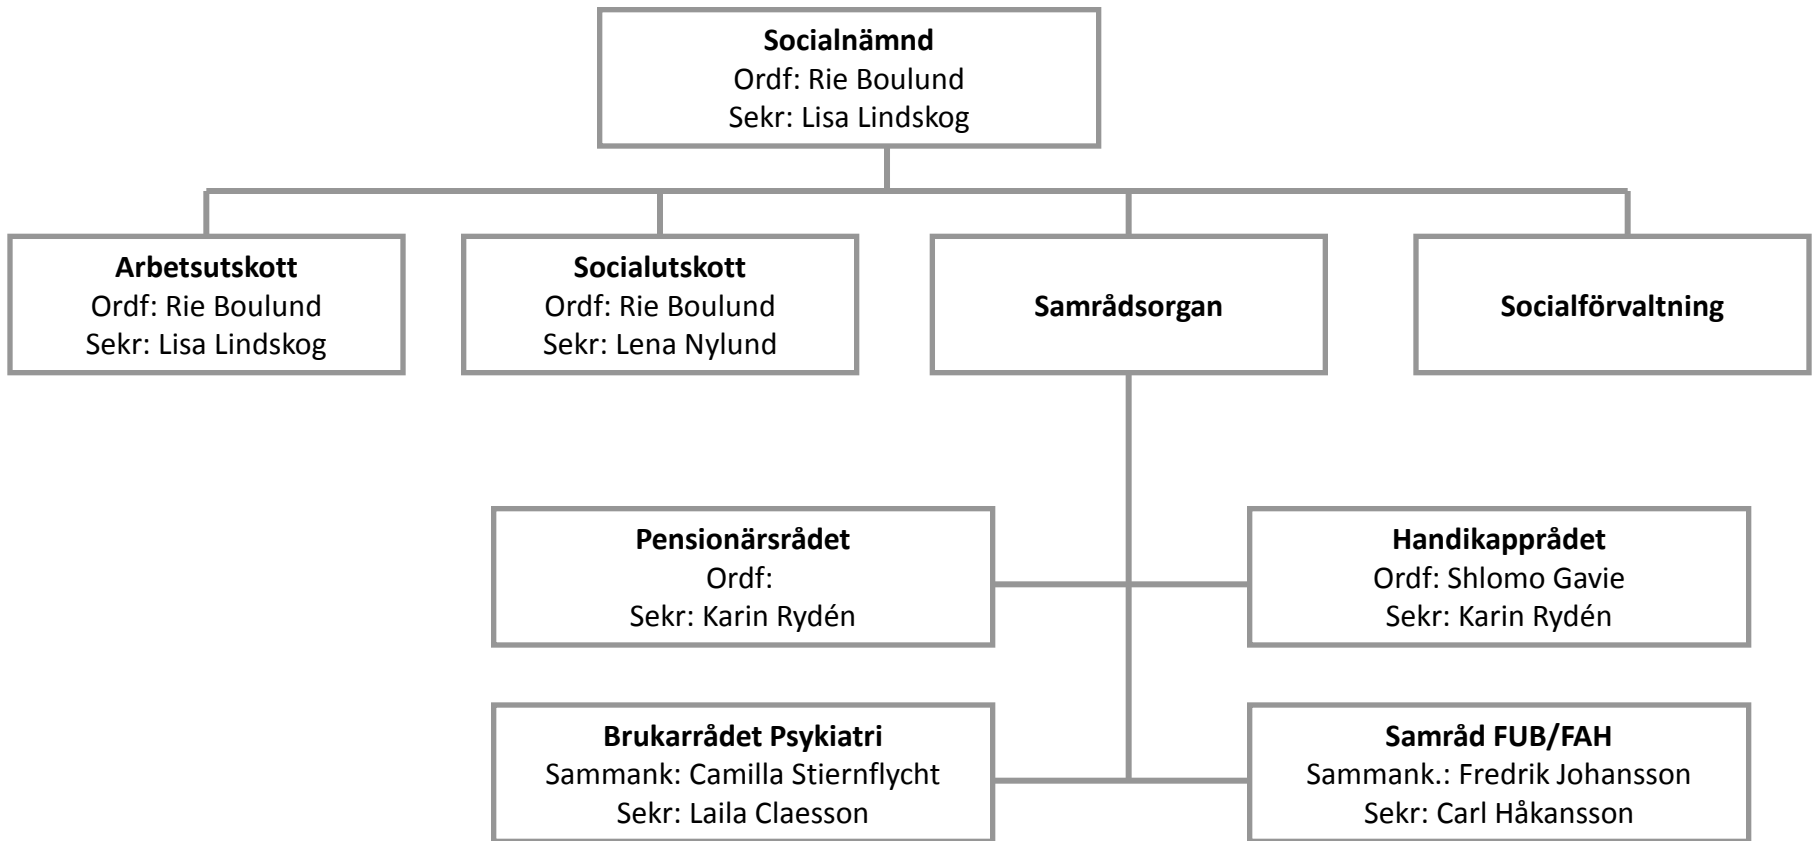 Socialnämnd
Ordf: Rie Boulund
Sekr: Lisa Lindskog
Arbetsutskott
Ordf: Rie Boulund
Sekr: Lisa Lindskog
Socialutskott
Ordf: Rie Boulund
Sekr: Lena Nylund
Samrådsorgan
Socialförvaltning
Pensionärsrådet
Ordf:
Sekr: Karin Rydén
Handikapprådet
Ordf: Shlomo Gavie
Sekr: Karin Rydén
Brukarrådet Psykiatri
Sammank: Camilla Stiernflycht
Sekr: Laila Claesson
Samråd FUB/FAH
Sammank.: Fredrik Johansson
Sekr: Carl Håkansson